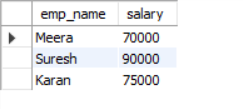 emp_name salary
Meera 70000
Suresh 90000
Karan 75000